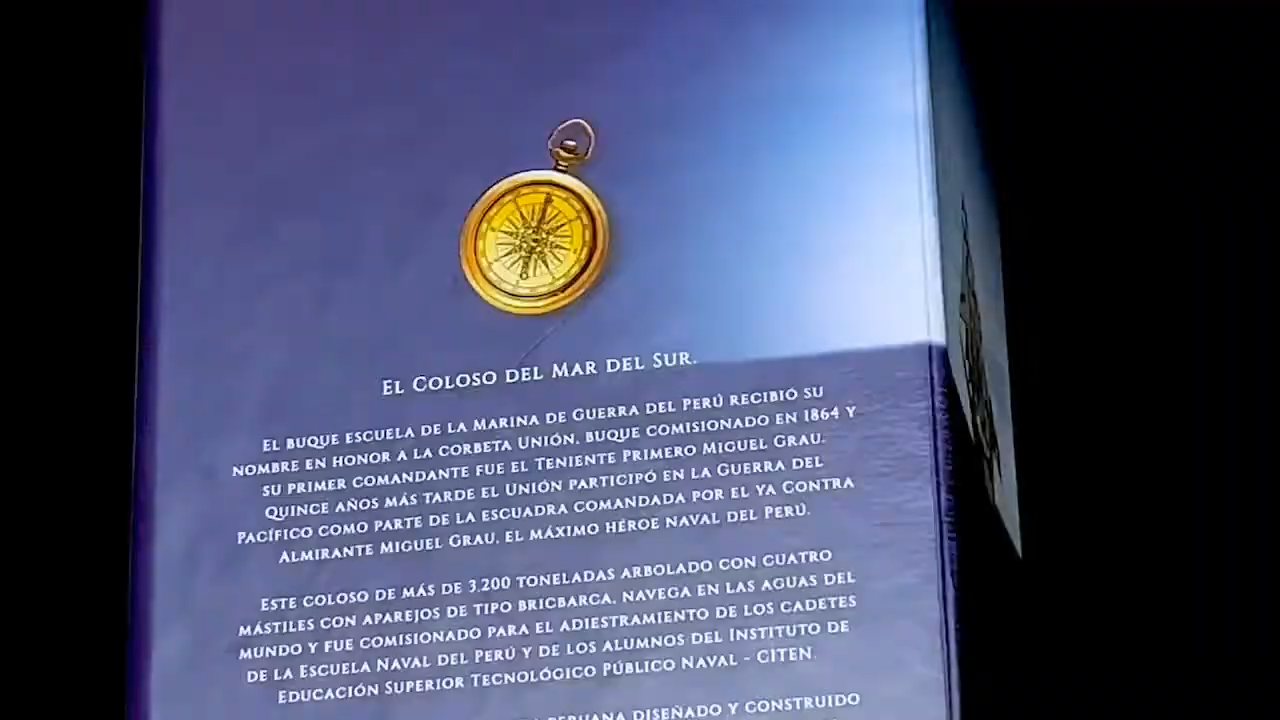 El Coloso del Mar del Sur.
El buque escuela de la Marina de Guerra del Perú recibió su
nombre en honor a la corbeta Unión, buque comisionado en 1864 y
su primer comandante fue el Teniente Primero Miguel Grau.
Quince años más tarde el Unión participó en la Guerra del
Pacífico como parte de la escuadra comandada por el ya Contra
Almirante Miguel Grau, el máximo héroe naval del Perú.
Este coloso de más de 3,200 toneladas arbolado con cuatro
mástiles con aparejos de tipo bricbarca, navega en las aguas del
mundo y fue comisionado para el adiestramiento de los cadetes
de la Escuela Naval del Perú y de los alumnos del Instituto de
Educación Superior Tecnológico Público Naval - CITEN.
peruana diseñado y construido